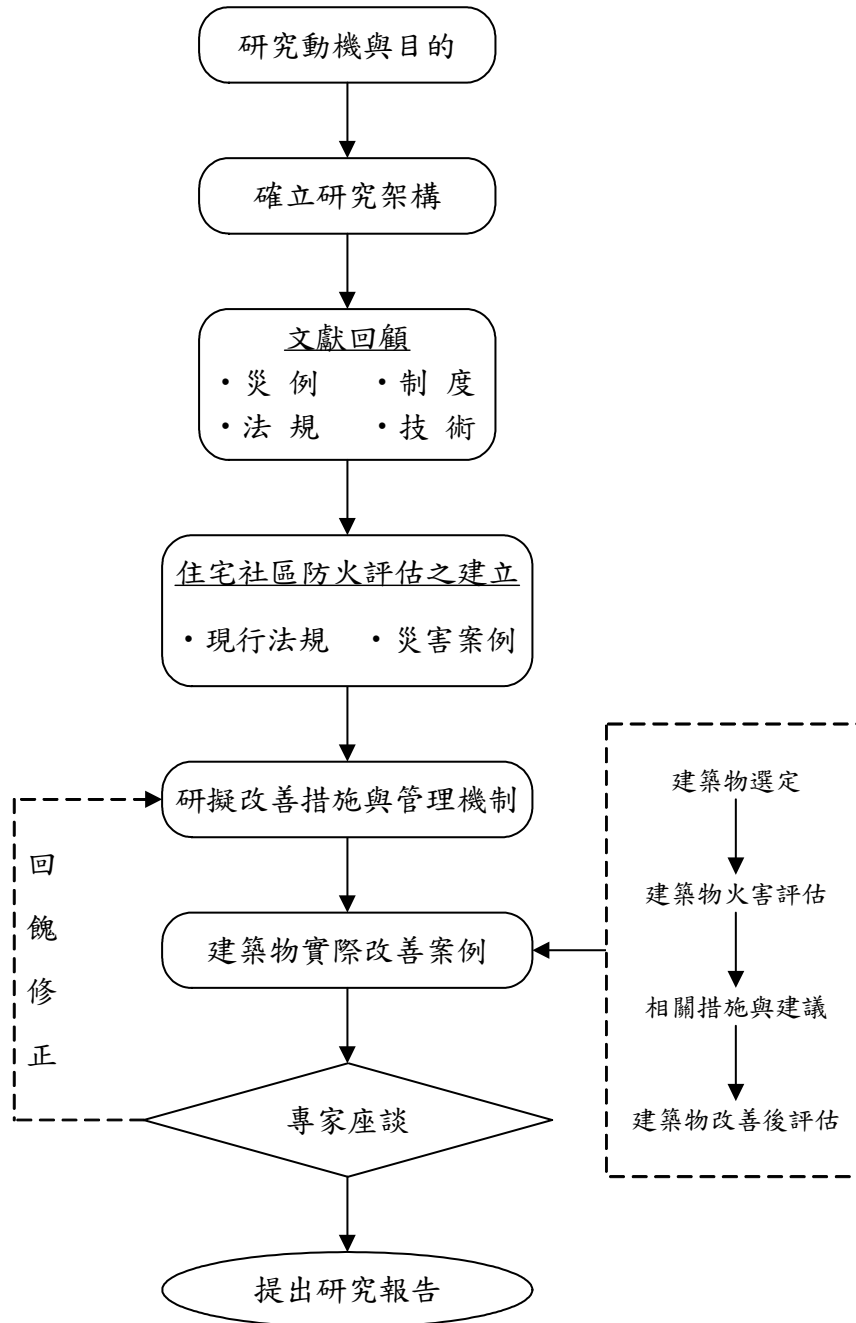 研究動機與目的
確立研究架構
文獻回顧
・災 例 ・制 度
・法 規 ・技 術
住宅社區防火評估之建立
・現行法規 ・災害案例
研擬改善措施與管理機制
建築物實際改善案例
專家座談
提出研究報告
回
餽
修
正
建築物選定
建築物火害評估
相關措施與建議
建築物改善後評估